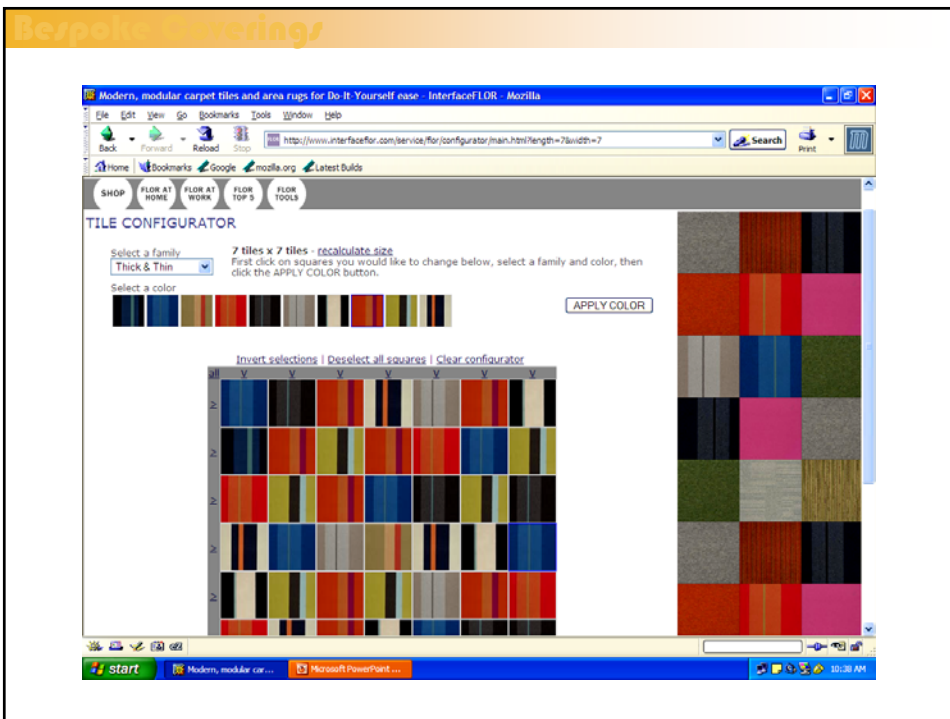 Bespoke Coverings
Modern, modular carpet tiles and area rugs for Do-It-Yourself ease - InterfaceFLOR - Mozilla
File Edit View Go Bookmarks Tools Window Help
Back Forward Reload Stop http://www.interfaceflor.com/service/flor/configurator/main.html?length=7&width=7 Search Print
Home Bookmarks Google mozilla.org Latest Builds
SHOP FLOR AT HOME FLOR AT WORK FLOR TOP 5 FLOR TOOLS
TILE CONFIGURATOR
Select a family
Thick & Thin
7 tiles x 7 tiles - recalculate size
First click on squares you would like to change below, select a family and color, then
click the APPLY COLOR button.
Select a color
APPLY COLOR
Invert selections | Deselect all squares | Clear configurator
all V V V V V V V
>
>
>
>
>
start Modern, modular car... Microsoft PowerPoint ... 10:38 AM